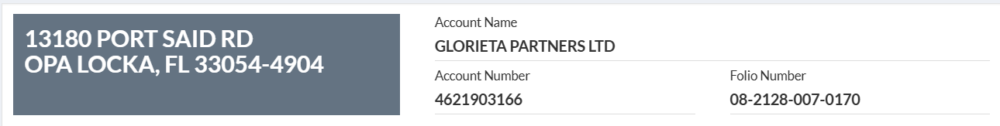 13180 PORT SAID RD
OPA LOCKA, FL 33054-4904
Account Name
GLORIETA PARTNERS LTD
Account Number
4621903166
Folio Number
08-2128-007-0170